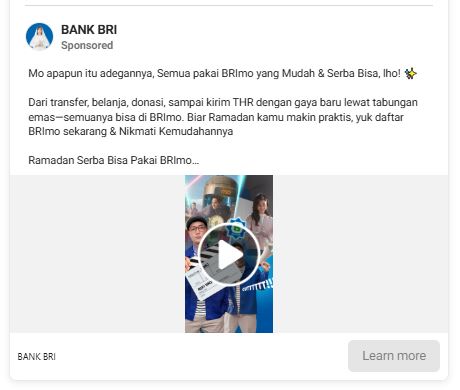 BANK BRI
Sponsored
Mo apapun itu adegannya, Semua pakai BRImo yang Mudah & Serba Bisa, lho! ✨
Dari transfer, belanja, donasi, sampai kirim THR dengan gaya baru lewat tabungan
emas—semuanya bisa di BRImo. Biar Ramadan kamu makin praktis, yuk daftar
BRImo sekarang & Nikmati Kemudahannya
Ramadan Serba Bisa Pakai BRImo...
BANK BRI
Learn more